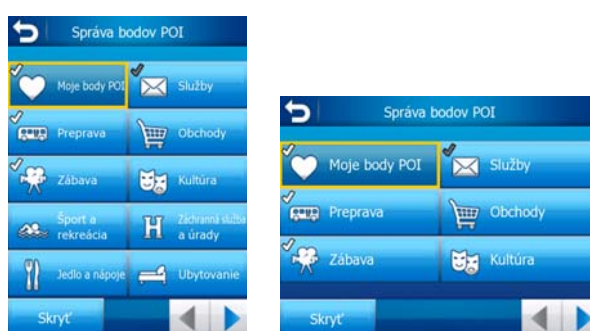 Správa bodov POI
Moje body POI
Služby
Preprava
Obchody
Zábava
Kultúra
Šport a
rekreácia
Záchranná služba
a úrady
Jedlo a nápoje
Ubytovanie
Skryť
Správa bodov POI
Moje body POI
Služby
Preprava
Obchody
Zábava
Kultúra
Skryť